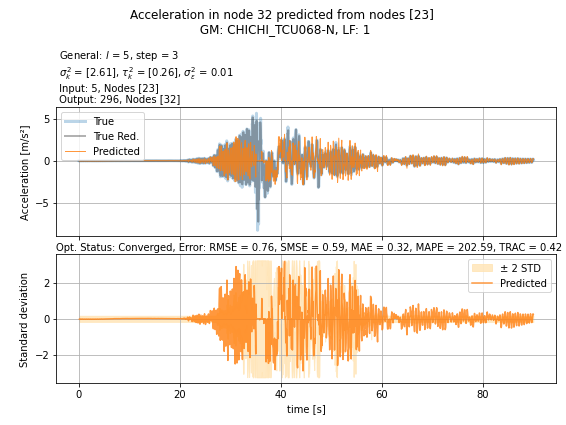 Acceleration in node 32 predicted from nodes [23]
GM: CHICHI_TCU068-N, LF: 1
General: l = 5, step = 3
σ²ₖ = [2.61], τ²ₖ = [0.26], σ²_ε = 0.01
Input: 5, Nodes [23]
Output: 296, Nodes [32]
True
True Red.
Predicted
Acceleration [m/s²]
0
−5
5
Opt. Status: Converged, Error: RMSE = 0.76, SMSE = 0.59, MAE = 0.32, MAPE = 202.59, TRAC = 0.42
± 2 STD
Predicted
Standard deviation
2
0
−2
0 20 40 60 80
time [s]